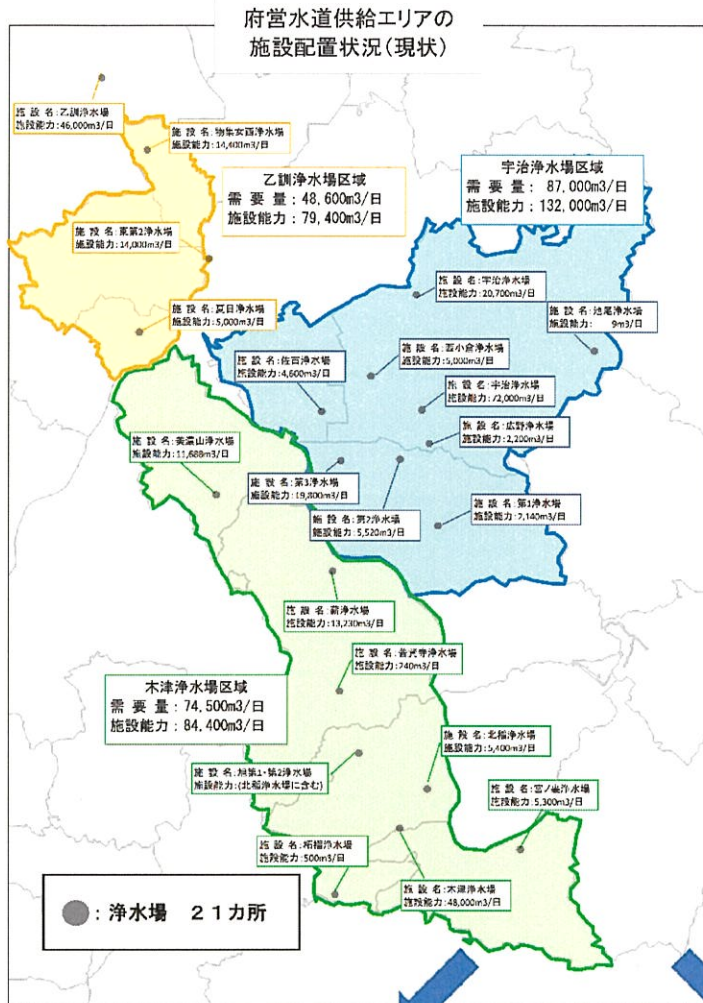 府営水道供給エリアの
施設配置状況(現状)
施 設 名:乙訓浄水場
施設能力:46,000m3/日
施 設 名:物集女西浄水場
施設能力:14,400m3/日
乙訓浄水場区域
需 要 量: 48,600m3/日
施設能力: 79,400m3/日
宇治浄水場区域
需 要 量: 87,000m3/日
施設能力: 132,000m3/日
施 設 名:東第2浄水場
施設能力:14,000m3/日
施 設 名:宇治浄水場
施設能力:20,700m3/日
施 設 名:夏目浄水場
施設能力:5,000m3/日
施 設 名:池尾浄水場
施設能力: 9m3/日
施 設 名:西小倉浄水場
施設能力:5,000m3/日
施 設 名:佐古浄水場
施設能力:4,600m3/日
施 設 名:宇治浄水場
施設能力:72,000m3/日
施 設 名:広野浄水場
施設能力:2,200m3/日
施 設 名:美濃山浄水場
施設能力:11,688m3/日
施 設 名:第3浄水場
施設能力:19,800m3/日
施 設 名:第1浄水場
施設能力:2,140m3/日
施 設 名:第2浄水場
施設能力:5,520m3/日
施 設 名:薪浄水場
施設能力:13,230m3/日
施 設 名:普賢寺浄水場
施設能力:240m3/日
木津浄水場区域
需 要 量: 74,500m3/日
施設能力: 84,400m3/日
施 設 名:北稲浄水場
施設能力:5,400m3/日
施 設 名:旭第1・第2浄水場
施設能力:(北稲浄水場に含む)
施 設 名:宮ノ裏浄水場
施設能力:5,300m3/日
施 設 名:柘榴浄水場
施設能力:500m3/日
施 設 名:木津浄水場
施設能力:48,000m3/日
: 浄水場 21カ所